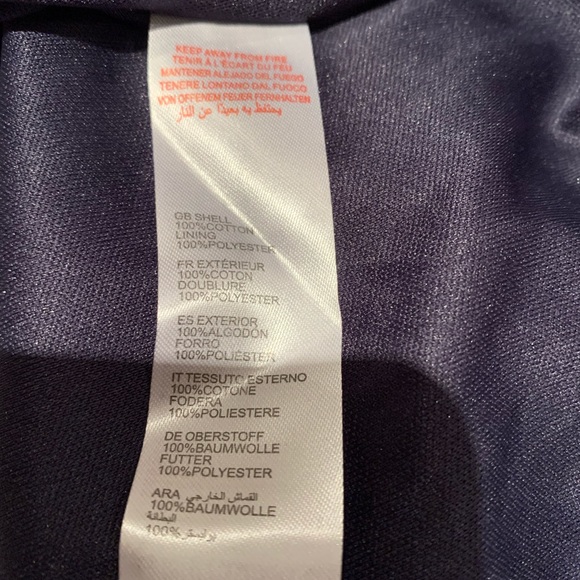 KEEP AWAY FROM FIRE
TENIR À L'ÉCART DU FEU
MANTENER ALEJADO DEL FUEGO
TENERE LONTANO DAL FUOCO
VON OFFENEM FEUER FERNHALTEN
يحتفظ به بعيدًا عن النار
GB SHELL
100%COTTON
LINING
100%POLYESTER
FR EXTÉRIEUR
100%COTON
DOUBLURE
100%POLYESTER
ES EXTERIOR
100%ALGODÓN
FORRO
100%POLIÉSTER
IT TESSUTO ESTERNO
100%COTONE
FODERA
100%POLIESTERE
DE OBERSTOFF
100%BAUMWOLLE
FUTTER
100%POLYESTER
ARA القماش الخارجي
100%BAUMWOLLE
البطانة
100%بوليستر